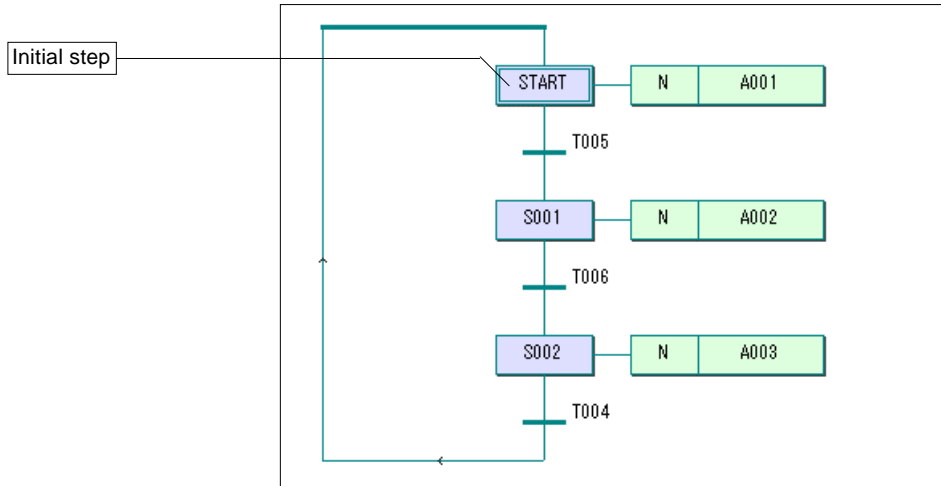 Initial step
START N A001
T005
S001 N A002
T006
S002 N A003
T004